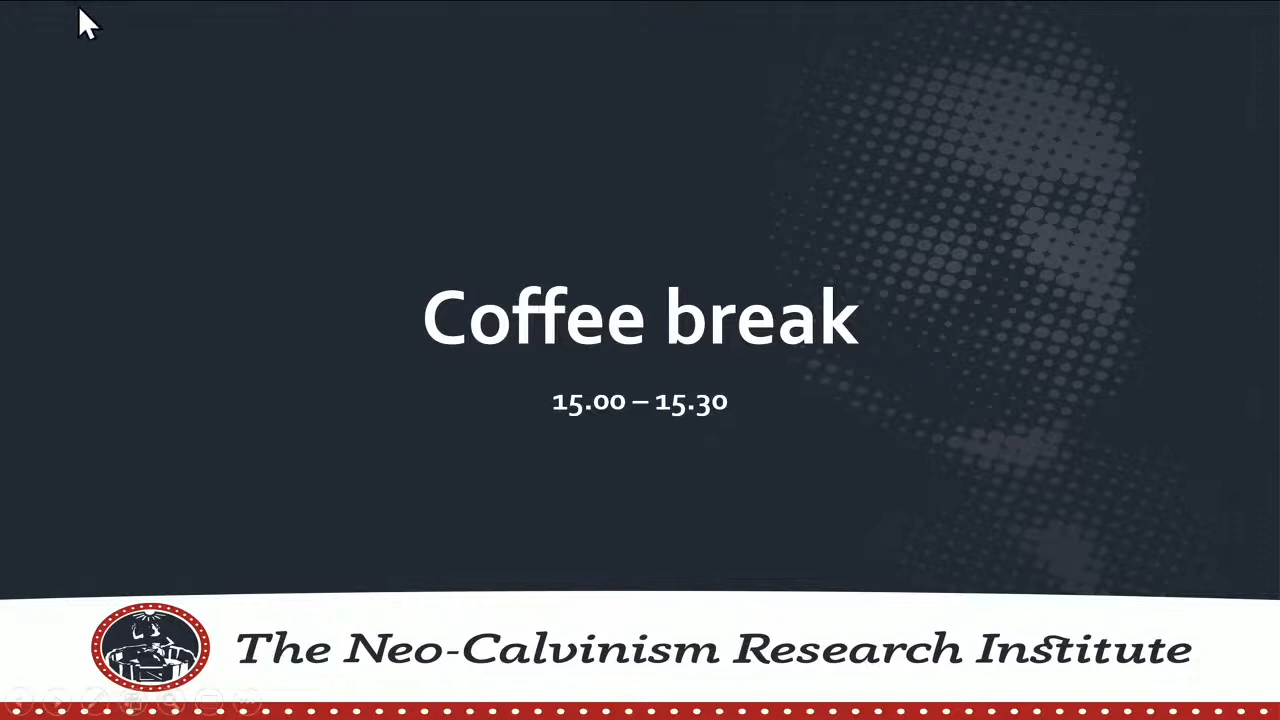 Coffee break
15.00 – 15.30
The Neo-Calvinism Research Institute